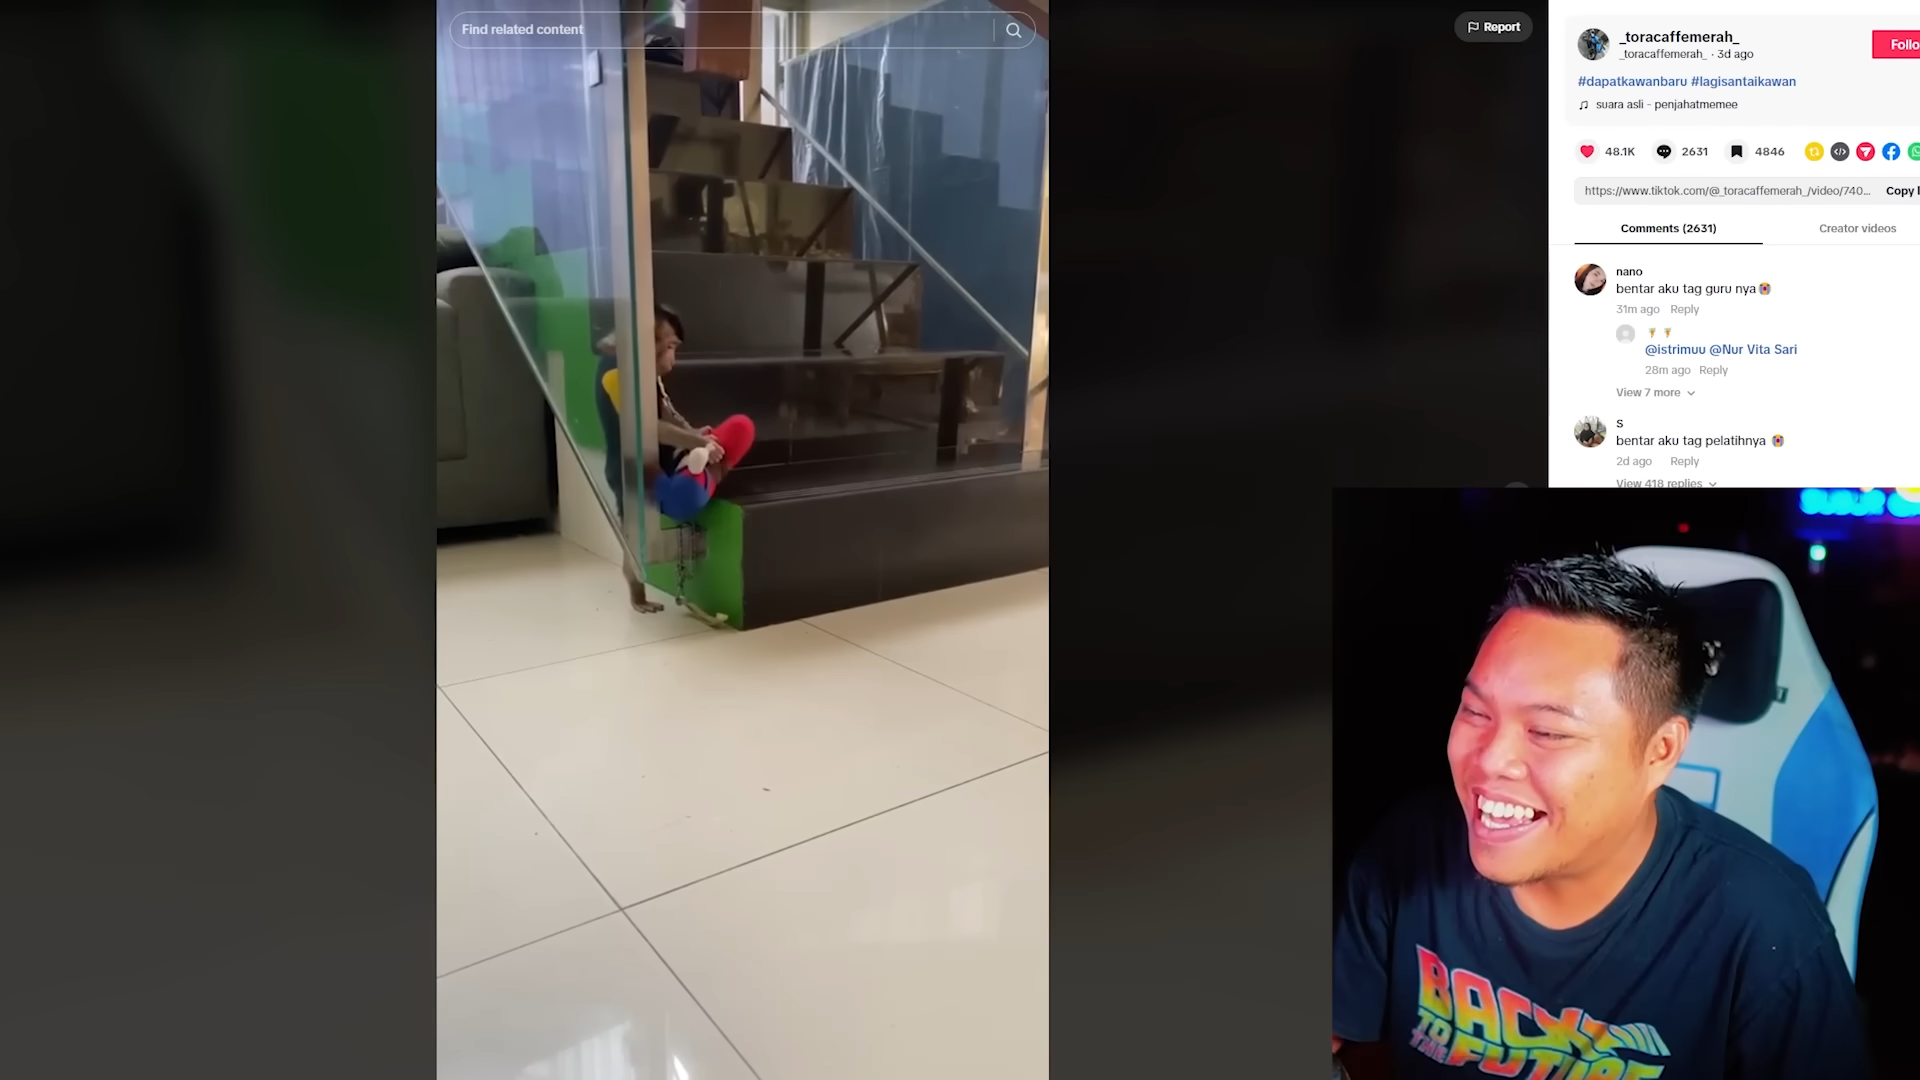 Find related content
Report
_toracaffemerah_
_toracaffemerah_ · 3d ago
Follo
#dapatkawanbaru #lagisantaikawan
suara asli - penjahatmemee
48.1K
2631
4846
https://www.tiktok.com/@_toracaffemerah_/video/740...
Copy l
Comments (2631)
Creator videos
nano
bentar aku tag guru nya
31m ago Reply
@istrimuu @Nur Vita Sari
28m ago Reply
View 7 more
S
bentar aku tag pelatihnya
2d ago Reply
View 418 replies
BACK
TO THE
FUTURE